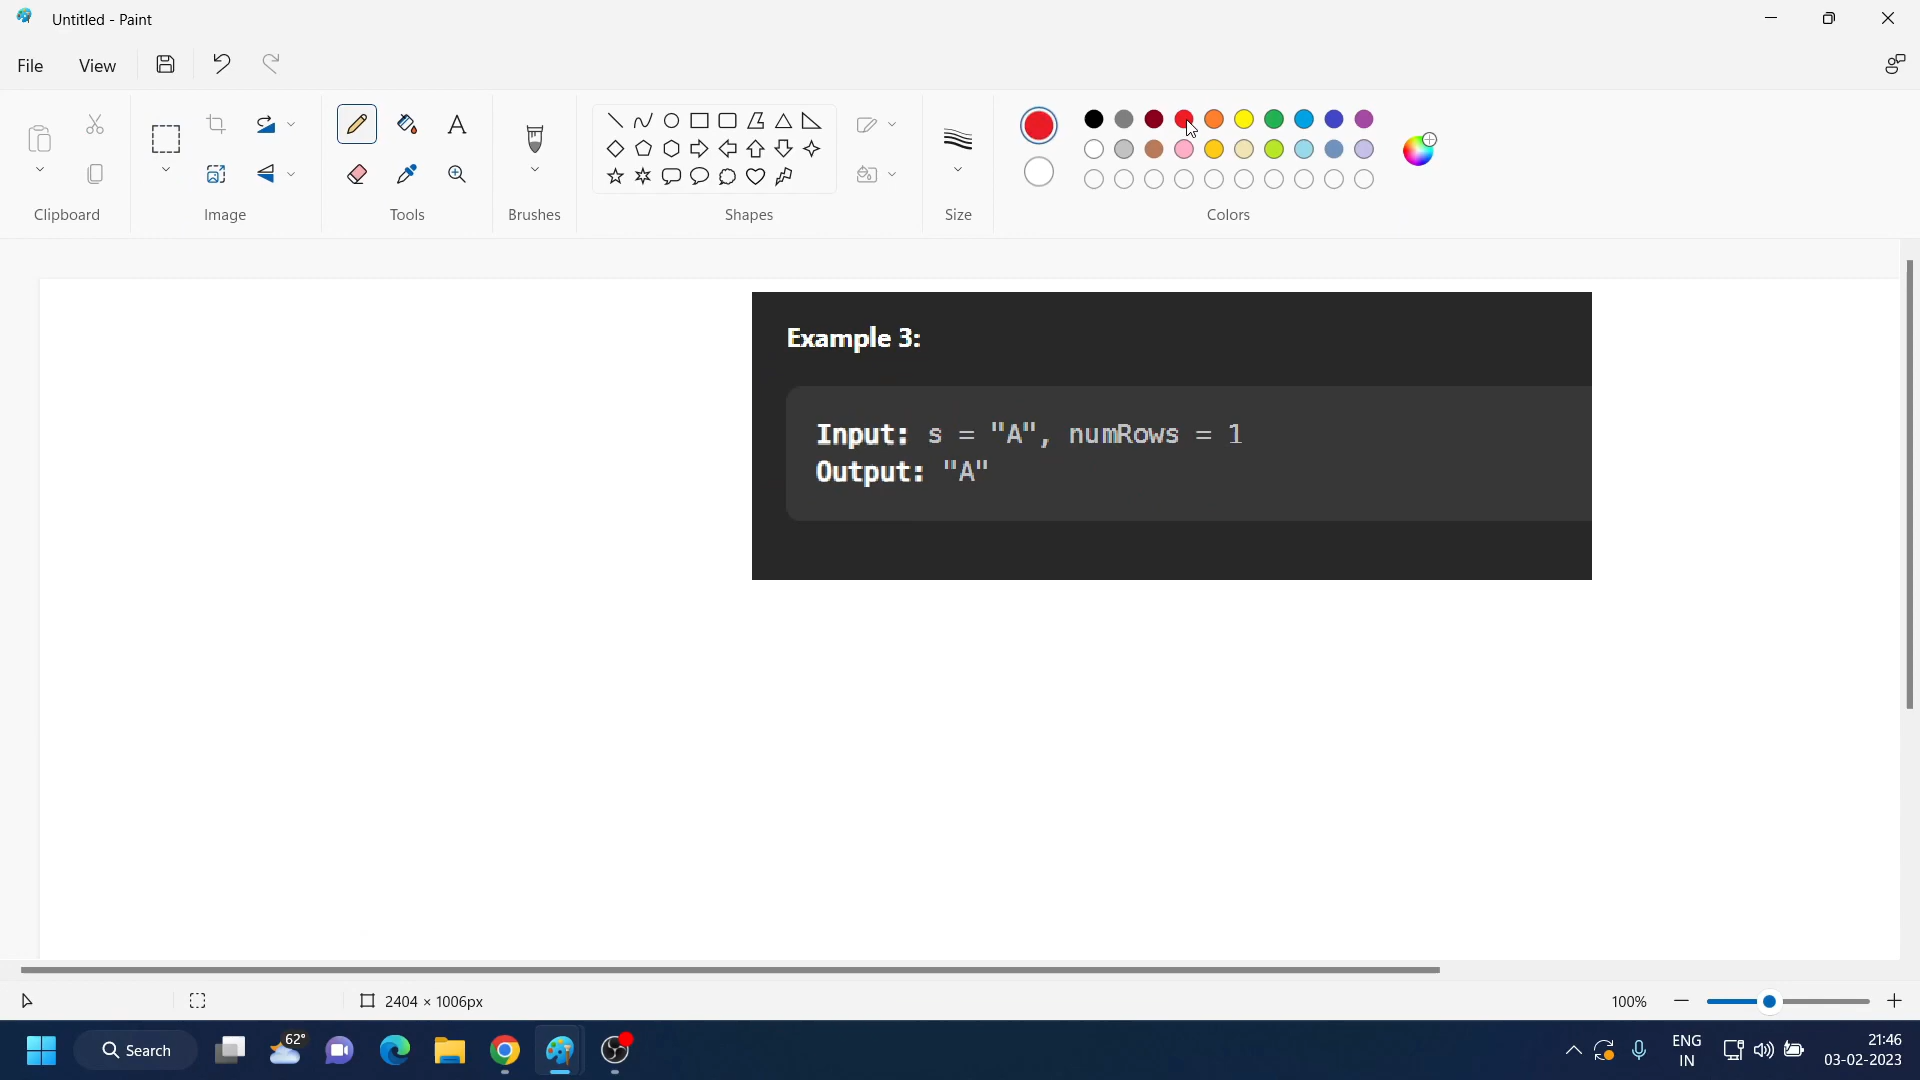 Untitled - Paint
File View
Clipboard
Image
Tools
Brushes
Shapes
Size
Colors
Example 3:
Input: s = "A", numRows = 1
Output: "A"
2404 × 1006px
100%
Search
62°
ENG
IN
21:46
03-02-2023